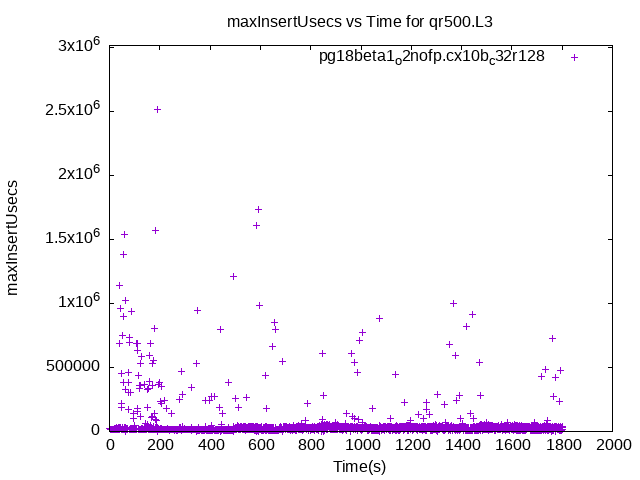 maxInsertUsecs vs Time for qr500.L3
pg18beta1_o2nofp.cx10b_c32r128
3x10^6
2.5x10^6
2x10^6
1.5x10^6
1x10^6
500000
0
maxInsertUsecs
0 200 400 600 800 1000 1200 1400 1600 1800 2000
Time(s)